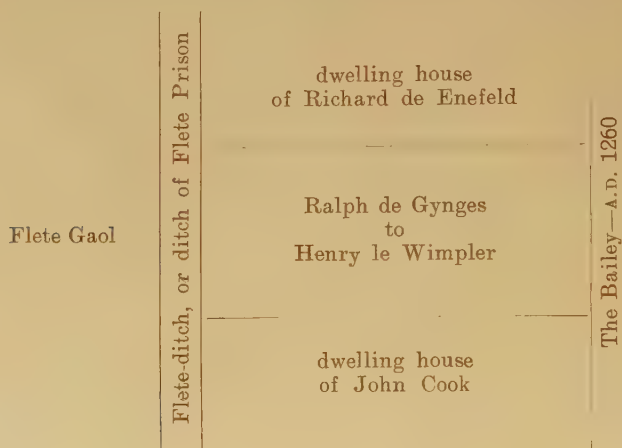 Flete Gaol
Flete-ditch, or ditch of Flete Prison
dwelling house
of Richard de Enefeld
Ralph de Gynges
to
Henry le Wimpler
dwelling house
of John Cook
The Bailey—A.D. 1260